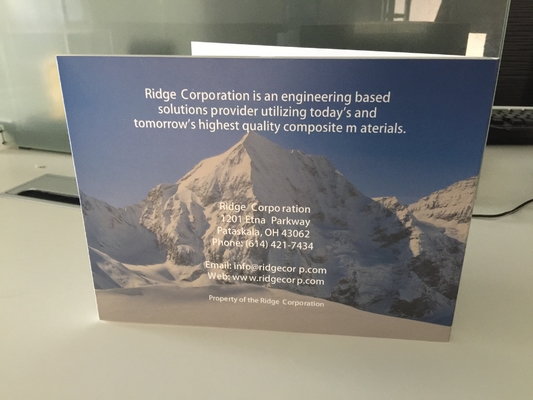 Ridge Corporation is an engineering based
solutions provider utilizing today's and
tomorrow's highest quality composite m aterials.
Ridge Corpo ration
1201 Etna Parkway
Pataskala, OH 43062
Phone: (614) 421-7434
Email: info@ridgecor p.com
Web: ww w.ridgecor p.com
Property of the Ridge Corporation